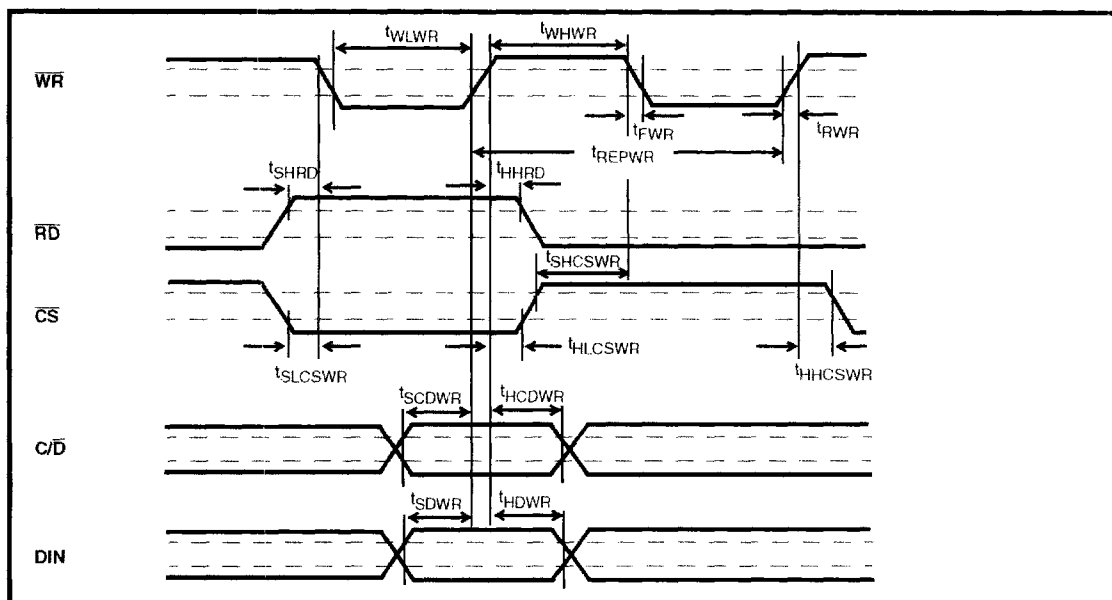 tWLWR tWHWR
WR
tFWR tRWR
tREPWR
tSHRD tHHRD
RD
tSHCSWR
CS
tSLCSWR tHLCSWR tHHCSWR
tSCDWR tHCDWR
C/D
tSDWR tHDWR
DIN